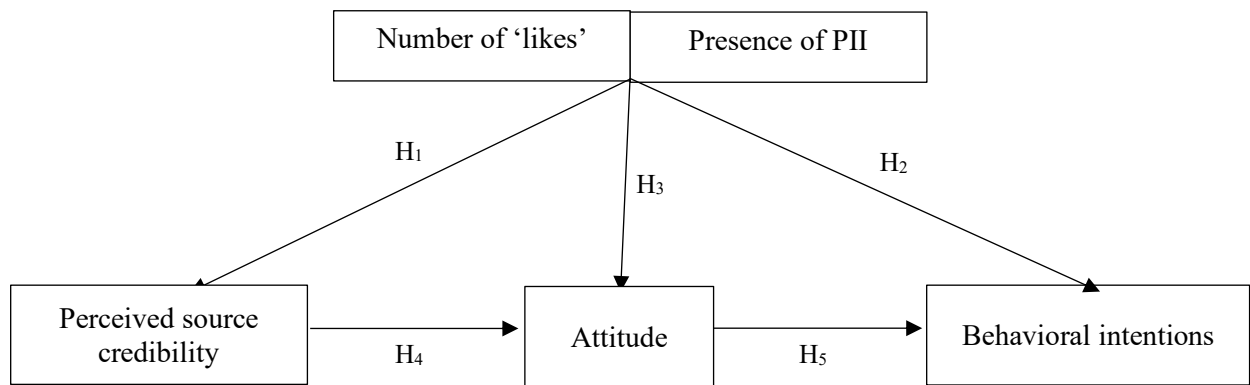 Number of ‘likes’
Presence of PII
H1
H3
H2
Perceived source
credibility
H4
Attitude
H5
Behavioral intentions